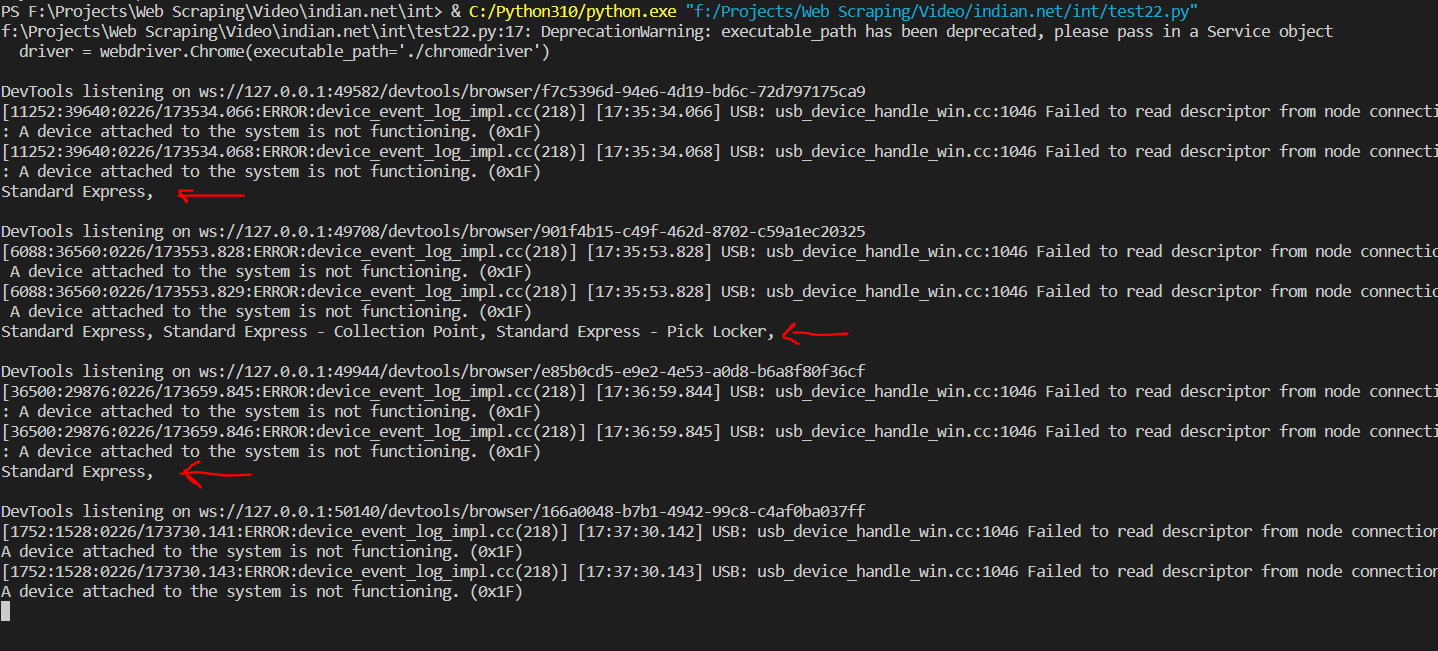 PS F:\Projects\Web Scraping\Video\indian.net\int> & C:/Python310/python.exe "f:/Projects/Web Scraping/Video/indian.net/int/test22.py"
f:\Projects\Web Scraping\Video\indian.net\int\test22.py:17: DeprecationWarning: executable_path has been deprecated, please pass in a Service object
  driver = webdriver.Chrome(executable_path='./chromedriver')
DevTools listening on ws://127.0.0.1:49582/devtools/browser/f7c5396d-94e6-4d19-bd6c-72d797175ca9
[11252:39640:0226/173534.066:ERROR:device_event_log_impl.cc(218)] [17:35:34.066] USB: usb_device_handle_win.cc:1046 Failed to read descriptor from node connecti
: A device attached to the system is not functioning. (0x1F)
[11252:39640:0226/173534.068:ERROR:device_event_log_impl.cc(218)] [17:35:34.068] USB: usb_device_handle_win.cc:1046 Failed to read descriptor from node connecti
: A device attached to the system is not functioning. (0x1F)
Standard Express,
DevTools listening on ws://127.0.0.1:49708/devtools/browser/901f4b15-c49f-462d-8702-c59a1ec20325
[6088:36560:0226/173553.828:ERROR:device_event_log_impl.cc(218)] [17:35:53.828] USB: usb_device_handle_win.cc:1046 Failed to read descriptor from node connectio
 A device attached to the system is not functioning. (0x1F)
[6088:36560:0226/173553.829:ERROR:device_event_log_impl.cc(218)] [17:35:53.828] USB: usb_device_handle_win.cc:1046 Failed to read descriptor from node connectio
 A device attached to the system is not functioning. (0x1F)
Standard Express, Standard Express - Collection Point, Standard Express - Pick Locker,
DevTools listening on ws://127.0.0.1:49944/devtools/browser/e85b0cd5-e9e2-4e53-a0d8-b6a8f80f36cf
[36500:29876:0226/173659.845:ERROR:device_event_log_impl.cc(218)] [17:36:59.844] USB: usb_device_handle_win.cc:1046 Failed to read descriptor from node connecti
: A device attached to the system is not functioning. (0x1F)
[36500:29876:0226/173659.846:ERROR:device_event_log_impl.cc(218)] [17:36:59.845] USB: usb_device_handle_win.cc:1046 Failed to read descriptor from node connecti
: A device attached to the system is not functioning. (0x1F)
Standard Express,
DevTools listening on ws://127.0.0.1:50140/devtools/browser/166a0048-b7b1-4942-99c8-c4af0ba037ff
[1752:1528:0226/173730.141:ERROR:device_event_log_impl.cc(218)] [17:37:30.142] USB: usb_device_handle_win.cc:1046 Failed to read descriptor from node connection
A device attached to the system is not functioning. (0x1F)
[1752:1528:0226/173730.143:ERROR:device_event_log_impl.cc(218)] [17:37:30.143] USB: usb_device_handle_win.cc:1046 Failed to read descriptor from node connection
A device attached to the system is not functioning. (0x1F)